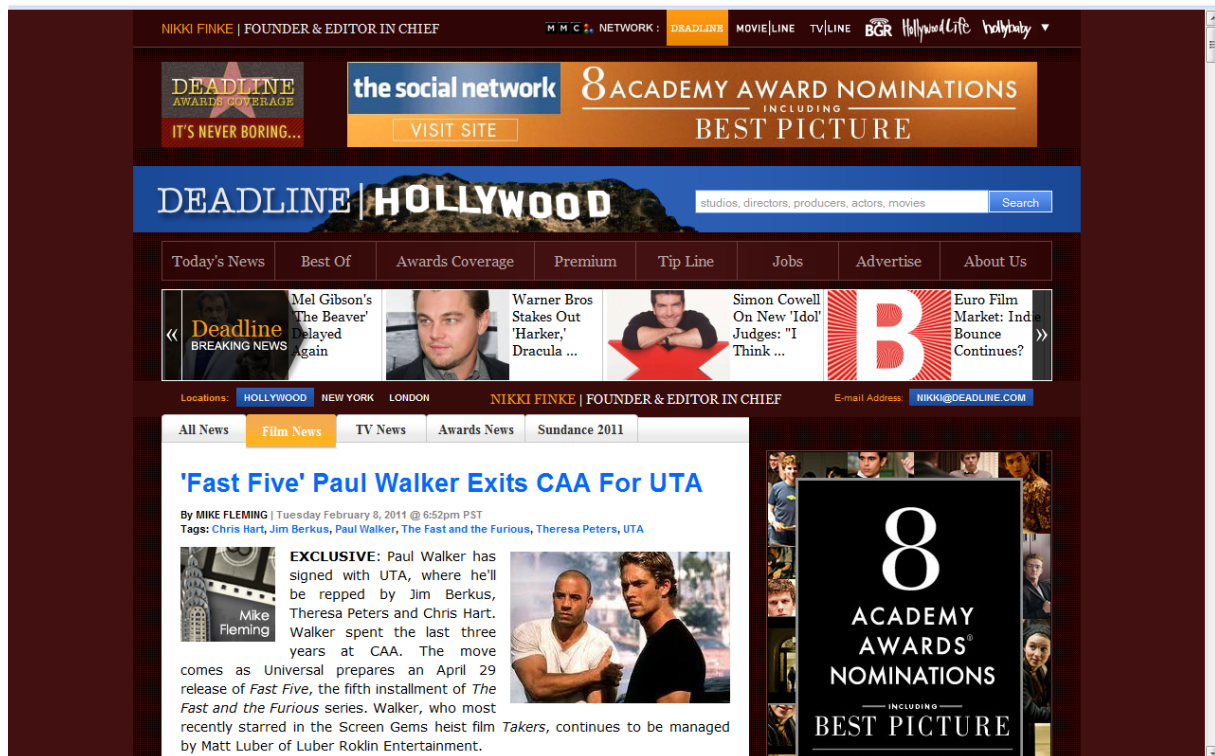 NIKKI FINKE | FOUNDER & EDITOR IN CHIEF
MMC NETWORK : DEADLINE MOVIE|LINE TV|LINE BGR HollywoodLife hollybaby ▼
DEADLINE
AWARDS COVERAGE
IT'S NEVER BORING...
the social network
VISIT SITE
8 ACADEMY AWARD NOMINATIONS
INCLUDING
BEST PICTURE
DEADLINE | HOLLYWOOD
studios, directors, producers, actors, movies Search
Today's News Best Of Awards Coverage Premium Tip Line Jobs Advertise About Us
«
Deadline
BREAKING NEWS
Mel Gibson's
'The Beaver'
Delayed
Again
Warner Bros
Stakes Out
'Harker,'
Dracula ...
Simon Cowell
On New 'Idol'
Judges: "I
Think ...
B
Euro Film
Market: Indie
Bounce
Continues?
»
Locations: HOLLYWOOD NEW YORK LONDON NIKKI FINKE | FOUNDER & EDITOR IN CHIEF E-mail Address: NIKKI@DEADLINE.COM
All News Film News TV News Awards News Sundance 2011
'Fast Five' Paul Walker Exits CAA For UTA
By MIKE FLEMING | Tuesday February 8, 2011 @ 6:52pm PST
Tags: Chris Hart, Jim Berkus, Paul Walker, The Fast and the Furious, Theresa Peters, UTA
Mike
Fleming
EXCLUSIVE: Paul Walker has
signed with UTA, where he'll
be repped by Jim Berkus,
Theresa Peters and Chris Hart.
Walker spent the last three
years at CAA. The move
comes as Universal prepares an April 29
release of Fast Five, the fifth installment of The
Fast and the Furious series. Walker, who most
recently starred in the Screen Gems heist film Takers, continues to be managed
by Matt Luber of Luber Roklin Entertainment.
8
ACADEMY
AWARDS®
NOMINATIONS
INCLUDING
BEST PICTURE